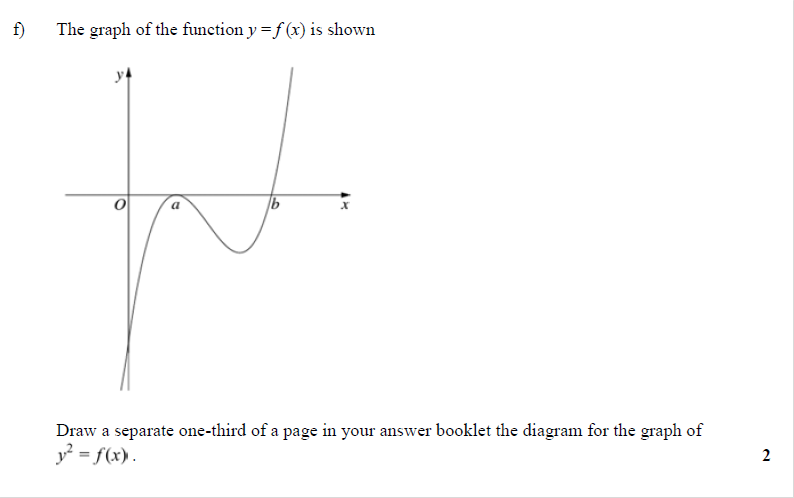 f) The graph of the function y = f (x) is shown
y
O a b x
Draw a separate one-third of a page in your answer booklet the diagram for the graph of
y² = f(x).
2